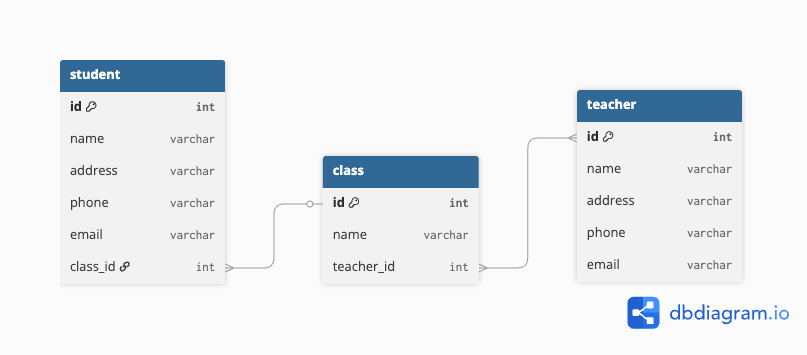 student
id int
name varchar
address varchar
phone varchar
email varchar
class_id int
class
id int
name varchar
teacher_id int
teacher
id int
name varchar
address varchar
phone varchar
email varchar
dbdiagram.io